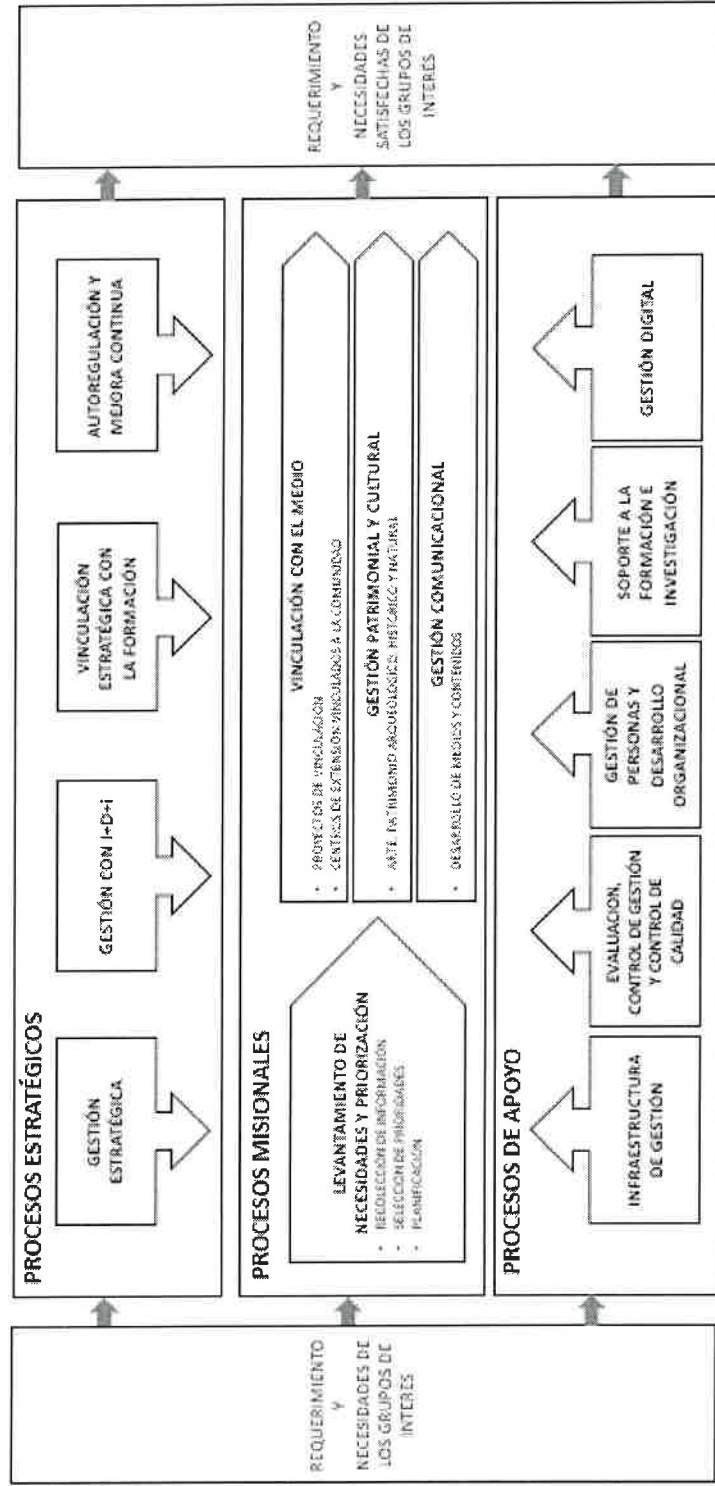 REQUERIMIENTO
Y
NECESIDADES DE
LOS GRUPOS DE
INTERÉS
PROCESOS ESTRATÉGICOS
GESTIÓN
ESTRATÉGICA
GESTIÓN CON I+D+i
VINCULACIÓN
ESTRATÉGICA CON
LA FORMACIÓN
AUTOREGULACIÓN Y
MEJORA CONTINUA
PROCESOS MISIONALES
LEVANTAMIENTO DE
NECESIDADES Y PRIORIZACIÓN
• RECOLECCIÓN DE INFORMACIÓN
• SELECCIÓN DE PRIORIDADES
• PLANIFICACIÓN
VINCULACIÓN CON EL MEDIO
• PROYECTOS DE VINCULACIÓN
• CENTROS DE EXTENSIÓN VINCULADOS A LA COMUNIDAD
GESTIÓN PATRIMONIAL Y CULTURAL
• ARTE, PATRIMONIO ARQUEOLÓGICO, HISTÓRICO Y NATURAL
GESTIÓN COMUNICACIONAL
• DESARROLLO DE MEDIOS Y CONTENIDOS
PROCESOS DE APOYO
INFRAESTRUCTURA
DE GESTIÓN
EVALUACION,
CONTROL DE GESTIÓN
Y CONTROL DE
CALIDAD
GESTIÓN DE
PERSONAS Y
DESARROLLO
ORGANIZACIONAL
SOPORTE A LA
FORMACIÓN E
INVESTIGACIÓN
GESTIÓN DIGITAL
REQUERIMIENTO
Y
NECESIDADES
SATISFECHAS DE
LOS GRUPOS DE
INTERÉS